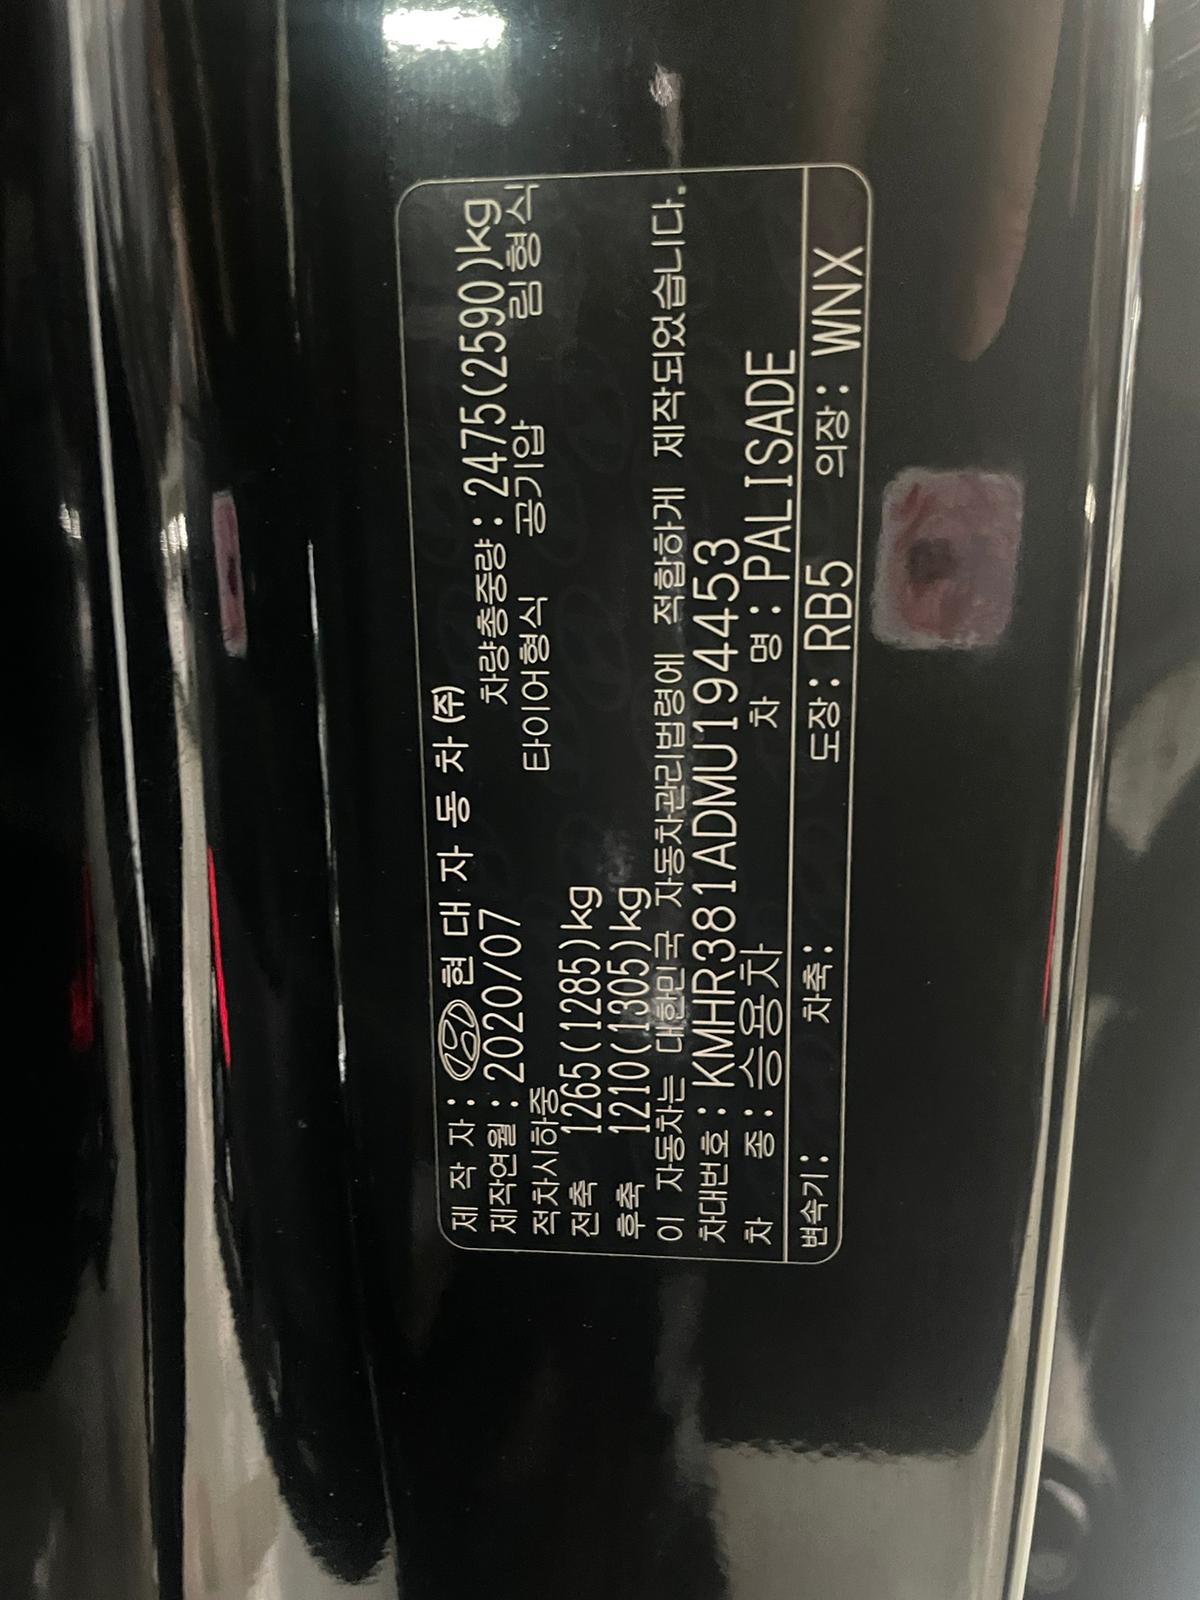 제 작 자 : 현 대 자 동 차 (주)
제작연월 : 2020/07 차량총중량 : 2475(2590)kg
적차시하중 타이어형식 공기압 림형식
전축 1265(1285)kg
후축 1210(1305)kg
이 자동차는 대한민국 자동차관리법령에 적합하게 제작되었습니다.
차대번호 : KMHR381ADMU194453
차 종 : 승용차 차 명 : PALISADE
변속기 : 차축 : 도장 : RB5 의장 : WNX